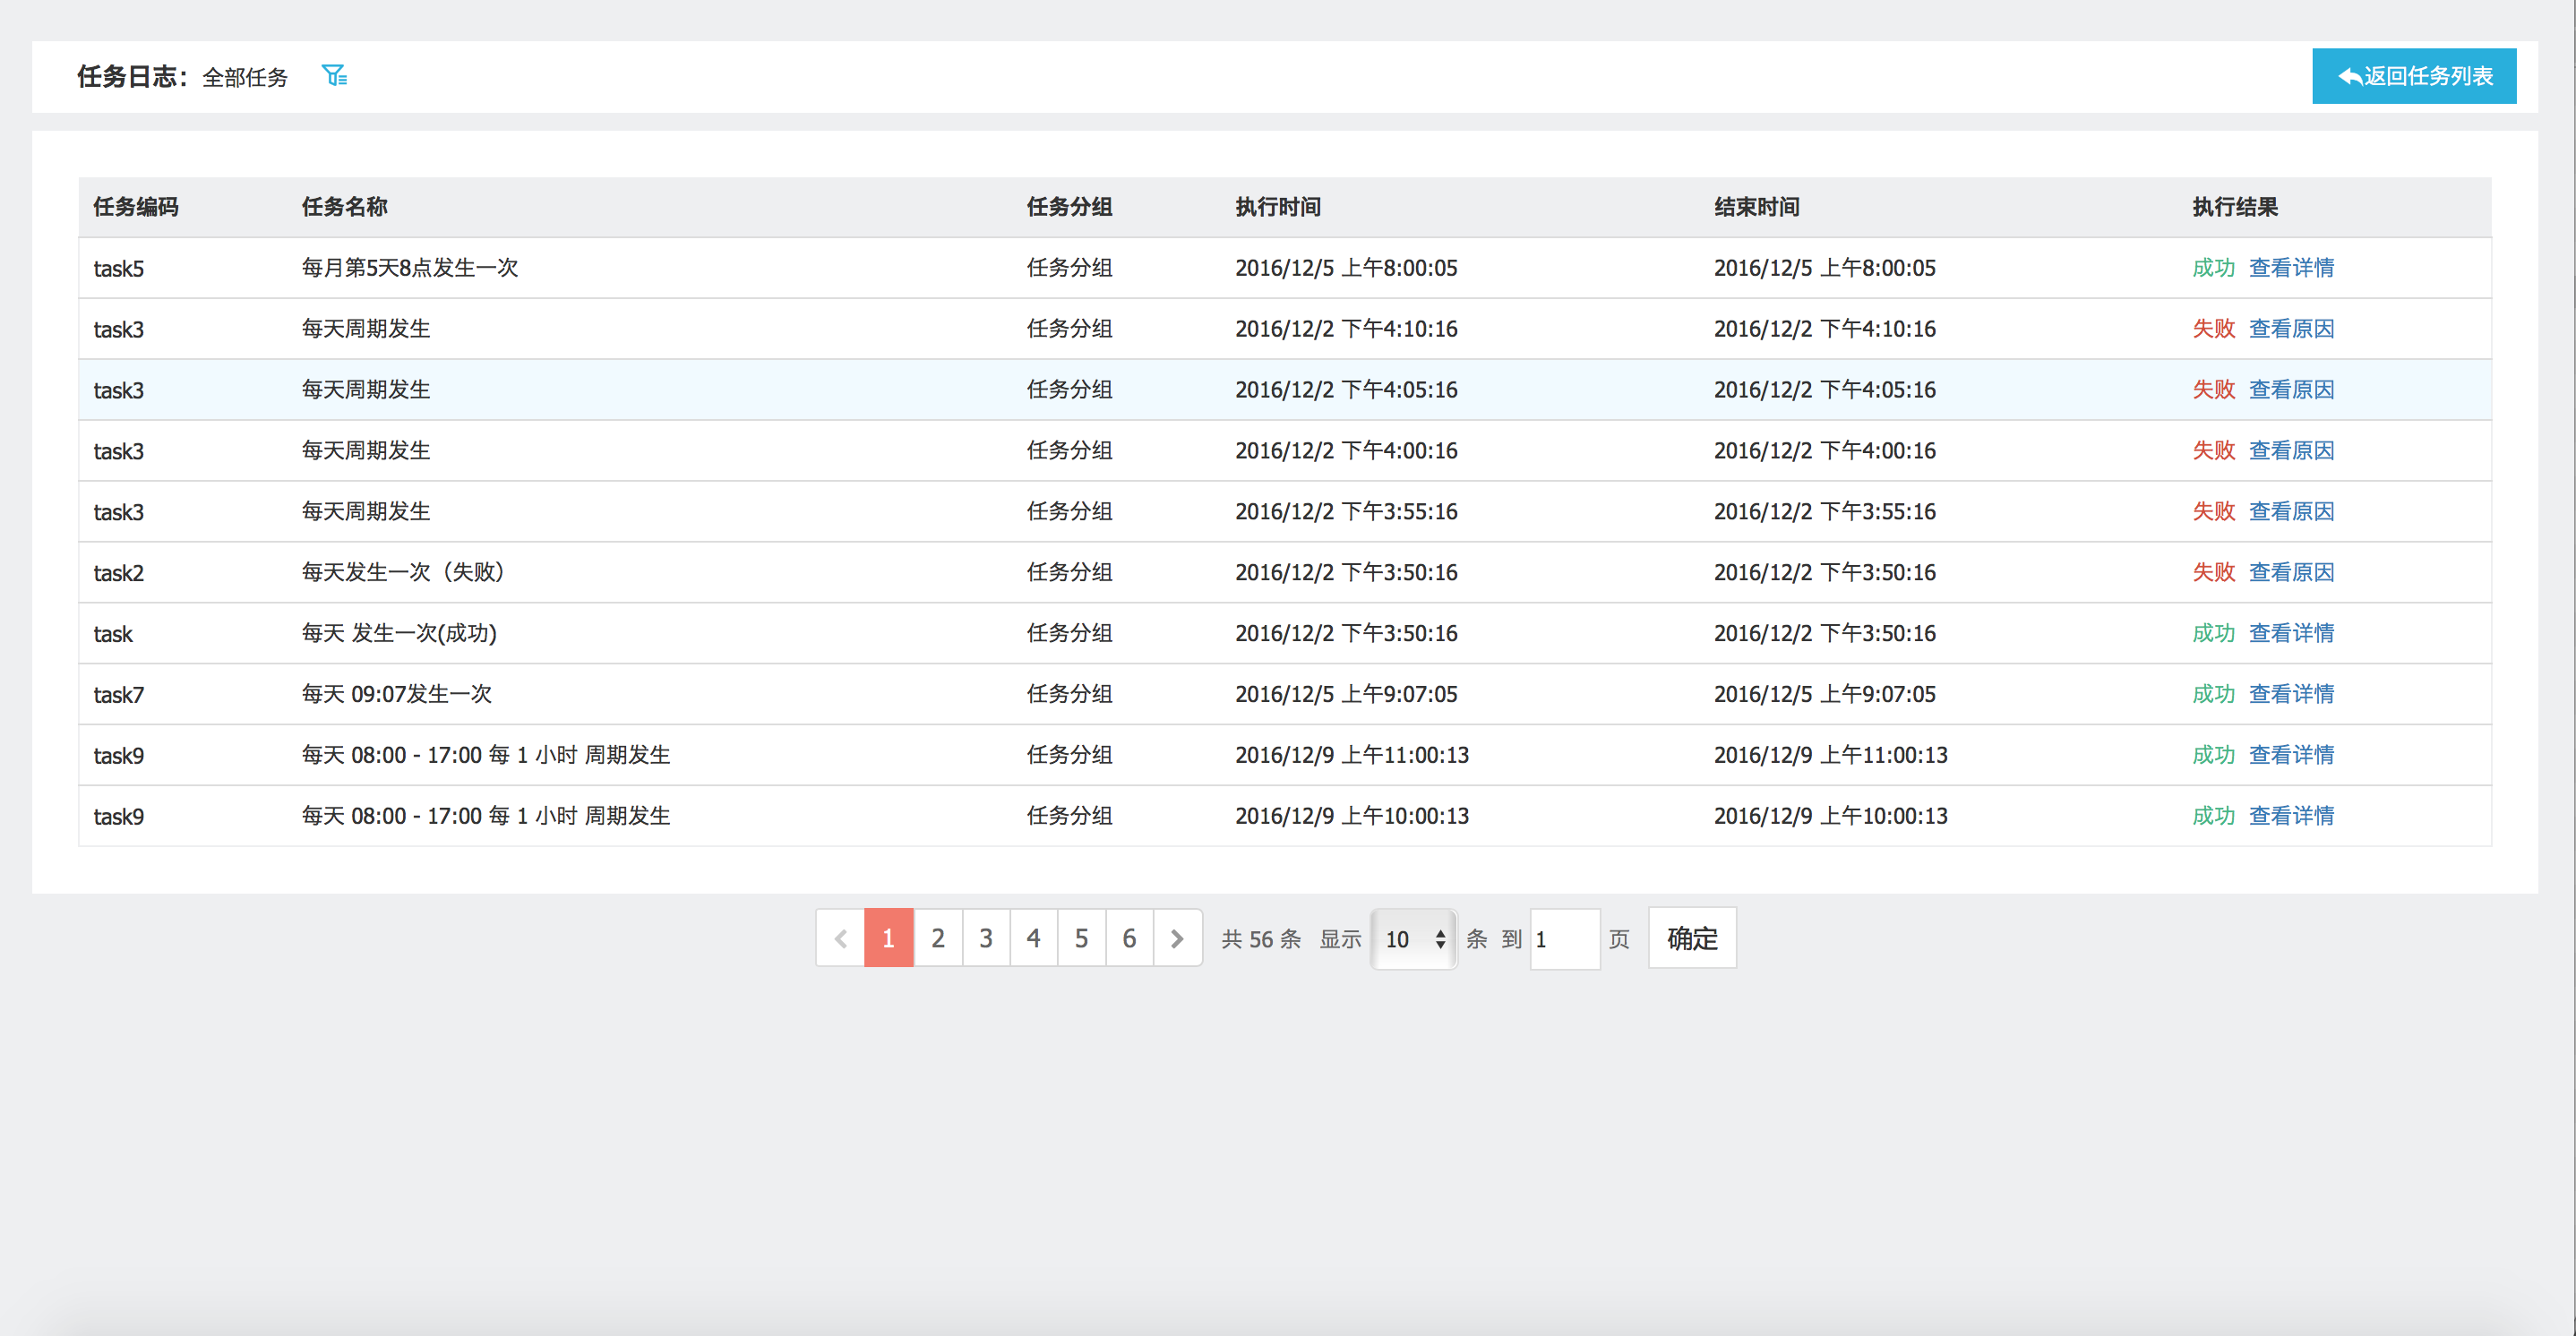 任务日志： 全部任务 返回任务列表
任务编码 任务名称 任务分组 执行时间 结束时间 执行结果
task5 每月第5天8点发生一次 任务分组 2016/12/5 上午8:00:05 2016/12/5 上午8:00:05 成功 查看详情
task3 每天周期发生 任务分组 2016/12/2 下午4:10:16 2016/12/2 下午4:10:16 失败 查看原因
task3 每天周期发生 任务分组 2016/12/2 下午4:05:16 2016/12/2 下午4:05:16 失败 查看原因
task3 每天周期发生 任务分组 2016/12/2 下午4:00:16 2016/12/2 下午4:00:16 失败 查看原因
task3 每天周期发生 任务分组 2016/12/2 下午3:55:16 2016/12/2 下午3:55:16 失败 查看原因
task2 每天发生一次（失败） 任务分组 2016/12/2 下午3:50:16 2016/12/2 下午3:50:16 失败 查看原因
task 每天 发生一次(成功) 任务分组 2016/12/2 下午3:50:16 2016/12/2 下午3:50:16 成功 查看详情
task7 每天 09:07发生一次 任务分组 2016/12/5 上午9:07:05 2016/12/5 上午9:07:05 成功 查看详情
task9 每天 08:00 - 17:00 每 1 小时 周期发生 任务分组 2016/12/9 上午11:00:13 2016/12/9 上午11:00:13 成功 查看详情
task9 每天 08:00 - 17:00 每 1 小时 周期发生 任务分组 2016/12/9 上午10:00:13 2016/12/9 上午10:00:13 成功 查看详情
1 2 3 4 5 6 共 56 条 显示 10 条 到 1 页 确定